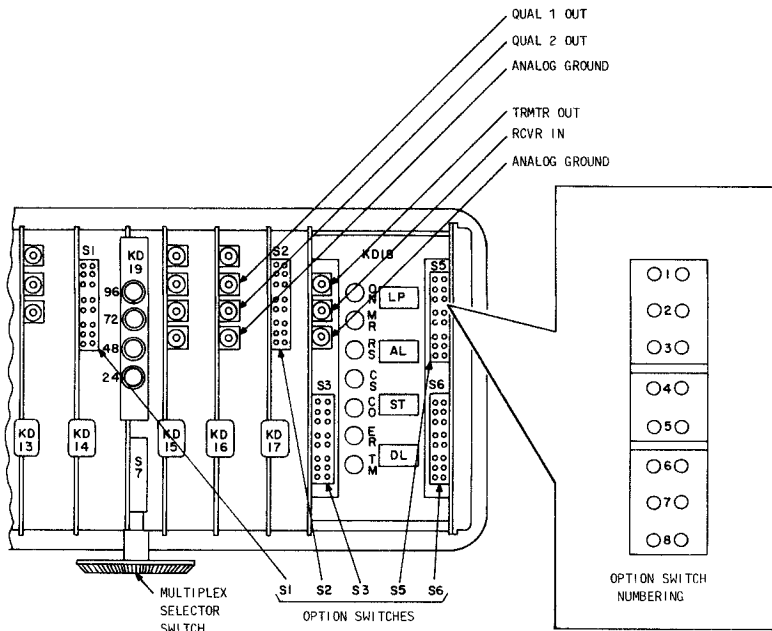 QUAL 1 OUT
QUAL 2 OUT
ANALOG GROUND
TRMTR OUT
RCVR IN
ANALOG GROUND
S1
KD
19
S2
KD18
S5
96
72
48
24
ON
MR
RS
CS
CO
ER
TM
LP
AL
ST
DL
S3
S6
KD
13
KD
14
KD
15
KD
16
KD
17
S
7
1
2
3
4
5
6
7
8
OPTION SWITCH
NUMBERING
MULTIPLEX
SELECTOR
SWITCH
S1 S2 S3 S5 S6
OPTION SWITCHES